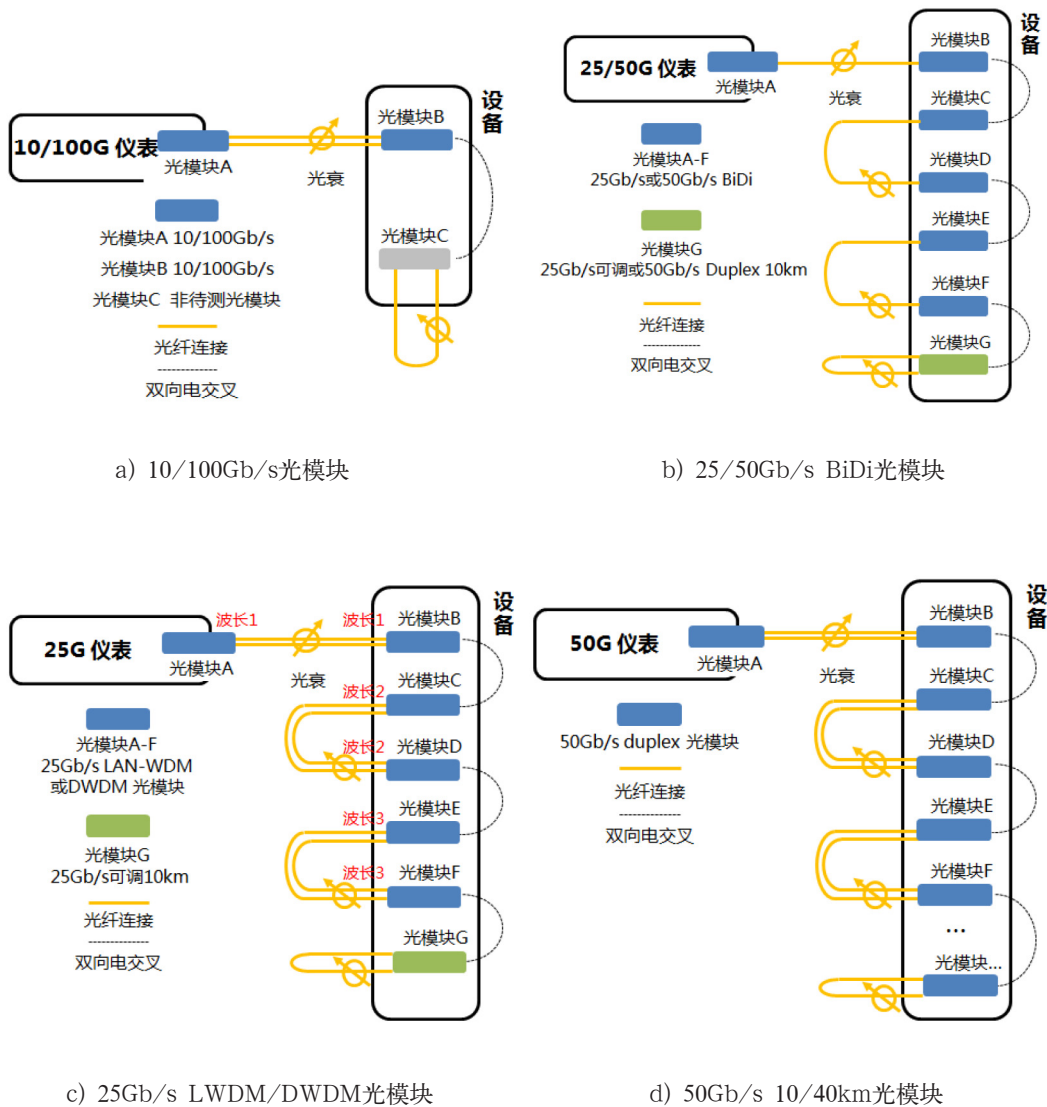 设备
光模块B
10/100G 仪表
光模块A
光衰
光模块C
光模块A 10/100Gb/s
光模块B 10/100Gb/s
光模块C 非待测光模块
光纤连接
双向电交叉
a) 10/100Gb/s光模块
设备
光模块B
25/50G 仪表
光模块A
光衰
光模块C
光模块A-F
25Gb/s或50Gb/s BiDi
光模块D
光模块E
光模块G
25Gb/s可调或50Gb/s Duplex 10km
光模块F
光纤连接
光模块G
双向电交叉
b) 25/50Gb/s BiDi光模块
设备
波长1
波长1
光模块B
25G 仪表
光模块A
光衰
光模块C
波长2
光模块A-F
25Gb/s LAN-WDM
或DWDM 光模块
波长2
光模块D
光模块E
波长3
光模块G
25Gb/s可调10km
波长3
光模块F
光纤连接
光模块G
双向电交叉
c) 25Gb/s LWDM/DWDM光模块
设备
光模块B
50G 仪表
光模块A
光衰
光模块C
50Gb/s duplex 光模块
光模块D
光纤连接
双向电交叉
光模块E
光模块F
...
光模块...
d) 50Gb/s 10/40km光模块